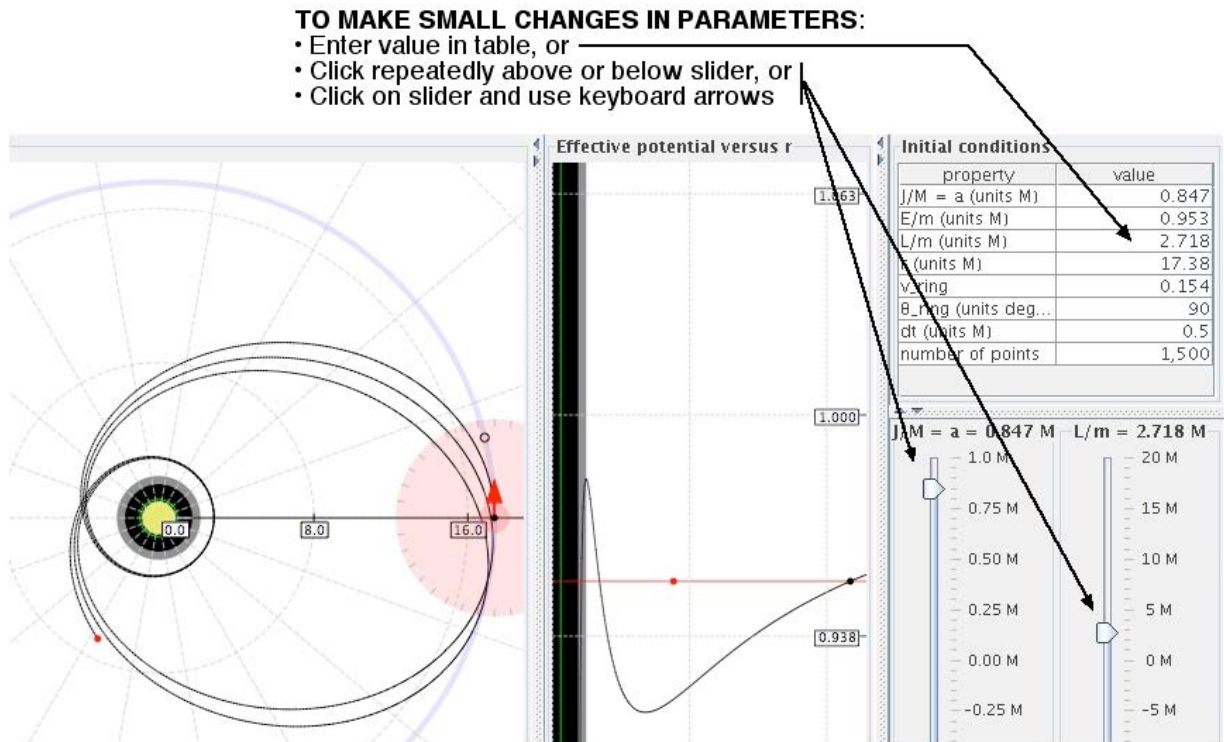 TO MAKE SMALL CHANGES IN PARAMETERS:
• Enter value in table, or
• Click repeatedly above or below slider, or
• Click on slider and use keyboard arrows
0.0
8.0
16.0
Effective potential versus r
1.063
1.000
0.938
Initial conditions
property value
J/M = a (units M) 0.847
E/m (units M) 0.953
L/m (units M) 2.718
r (units M) 17.38
v_ring 0.154
θ_ring (units deg... 90
dt (units M) 0.5
number of points 1,500
J/M = a = 0.847 M
1.0 M
0.75 M
0.50 M
0.25 M
0.00 M
-0.25 M
L/m = 2.718 M
20 M
15 M
10 M
5 M
0 M
-5 M